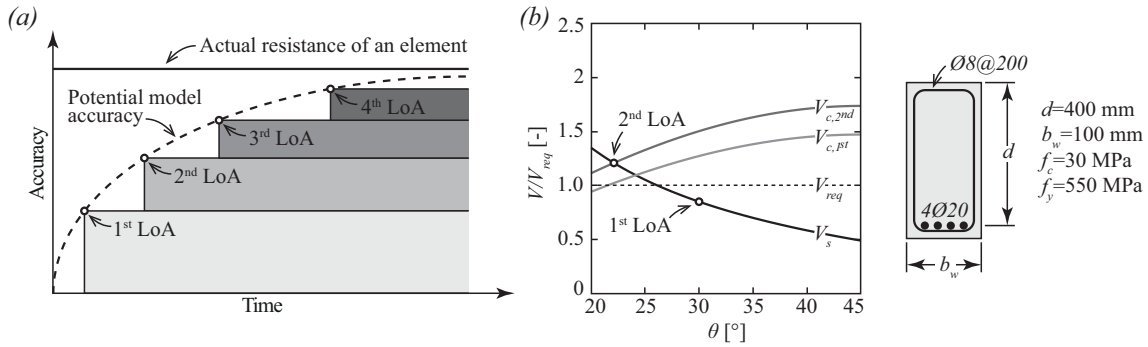 (a)
Actual resistance of an element
Potential model
accuracy
4th LoA
3rd LoA
2nd LoA
1st LoA
Accuracy
Time
(b)
2.5
2
1.5
1.0
0.5
0
V/Vreq [-]
2nd LoA
1st LoA
Vc,2nd
Vc,1st
Vreq
Vs
20
25
30
35
40
45
θ [°]
Ø8@200
d
4Ø20
bw
d=400 mm
bw=100 mm
fc=30 MPa
fy=550 MPa